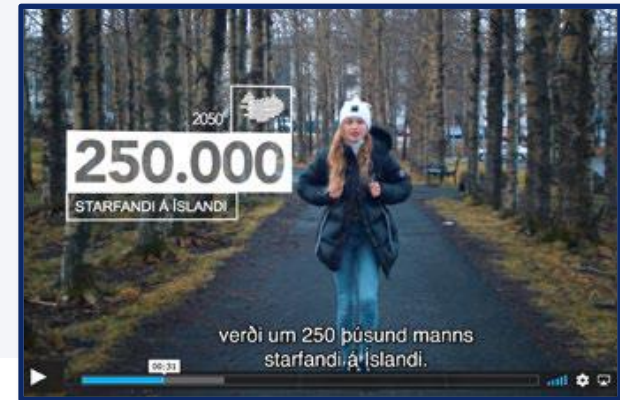 2050
250.000
STARFANDI Á ÍSLANDI
verði um 250 þúsund manns
starfandi á Íslandi.
00:31